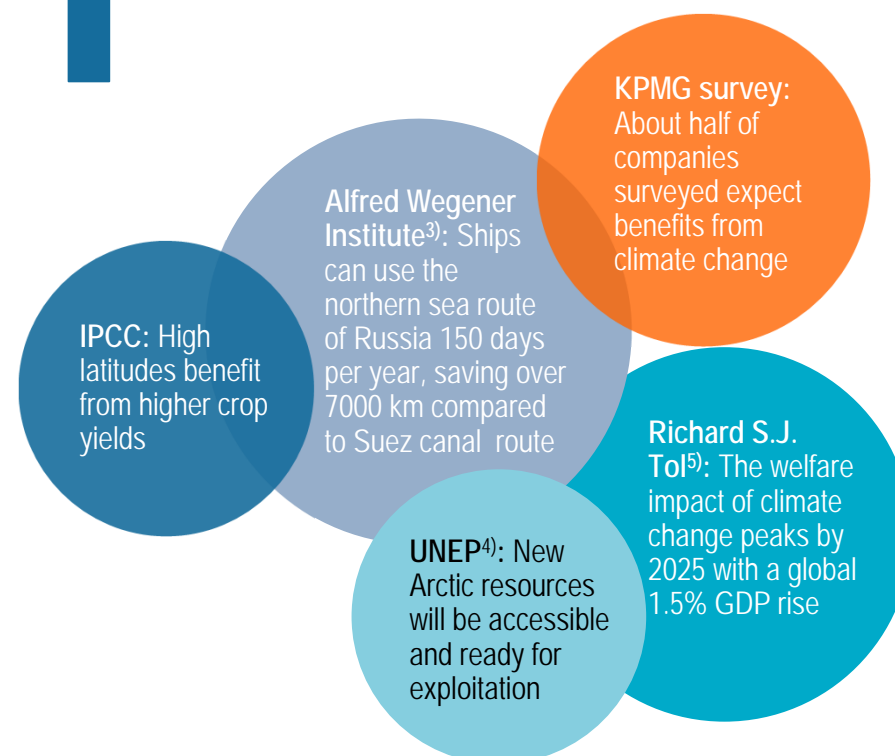 KPMG survey:
About half of
companies
surveyed expect
benefits from
climate change
Alfred Wegener
Institute³⁾: Ships
can use the
northern sea route
of Russia 150 days
per year, saving over
7000 km compared
to Suez canal route
IPCC: High
latitudes benefit
from higher crop
yields
Richard S.J.
Tol⁵⁾: The welfare
impact of climate
change peaks by
2025 with a global
1.5% GDP rise
UNEP⁴⁾: New
Arctic resources
will be accessible
and ready for
exploitation